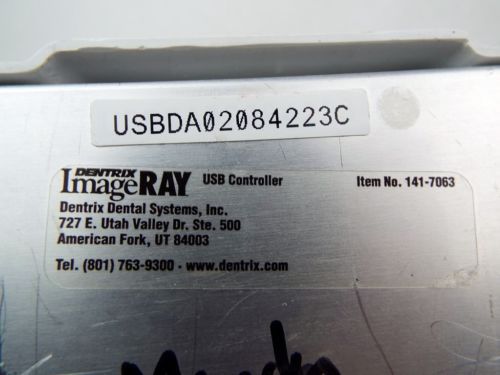 USBDA02084223C
DENTRIX
ImageRAY USB Controller Item No. 141-7063
Dentrix Dental Systems, Inc.
727 E. Utah Valley Dr. Ste. 500
American Fork, UT 84003
Tel. (801) 763-9300 · www.dentrix.com